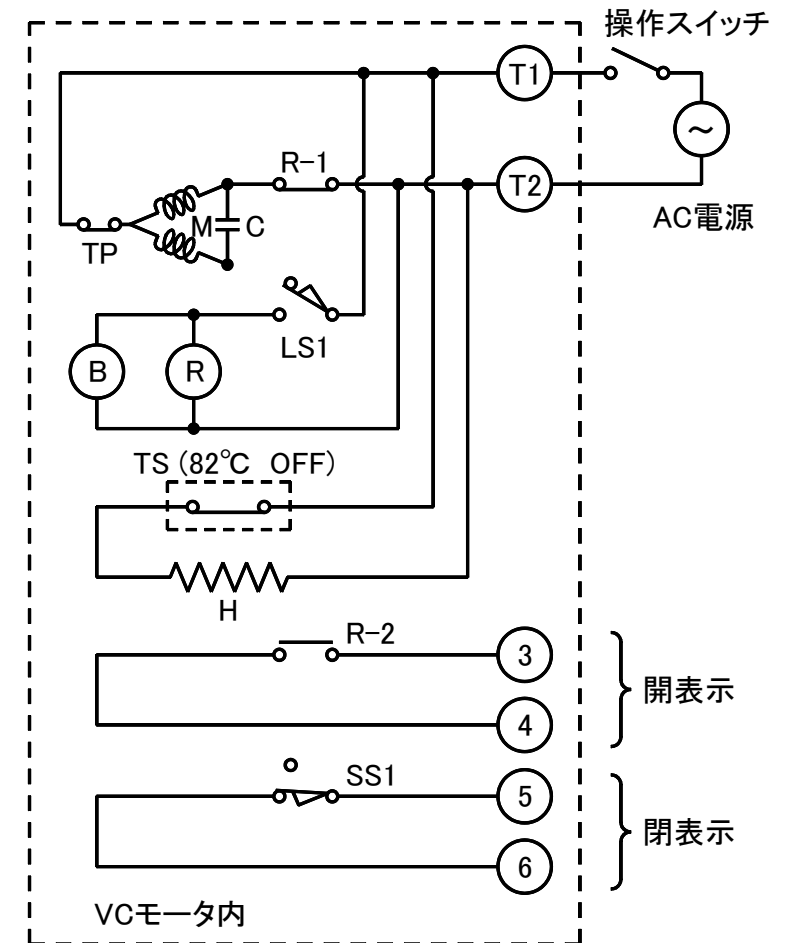 操作スイッチ
T1
～
R-1
T2
AC電源
M C
TP
LS1
B R
TS (82℃ OFF)
H
R-2
3
開表示
4
SS1
5
閉表示
6
VCモータ内